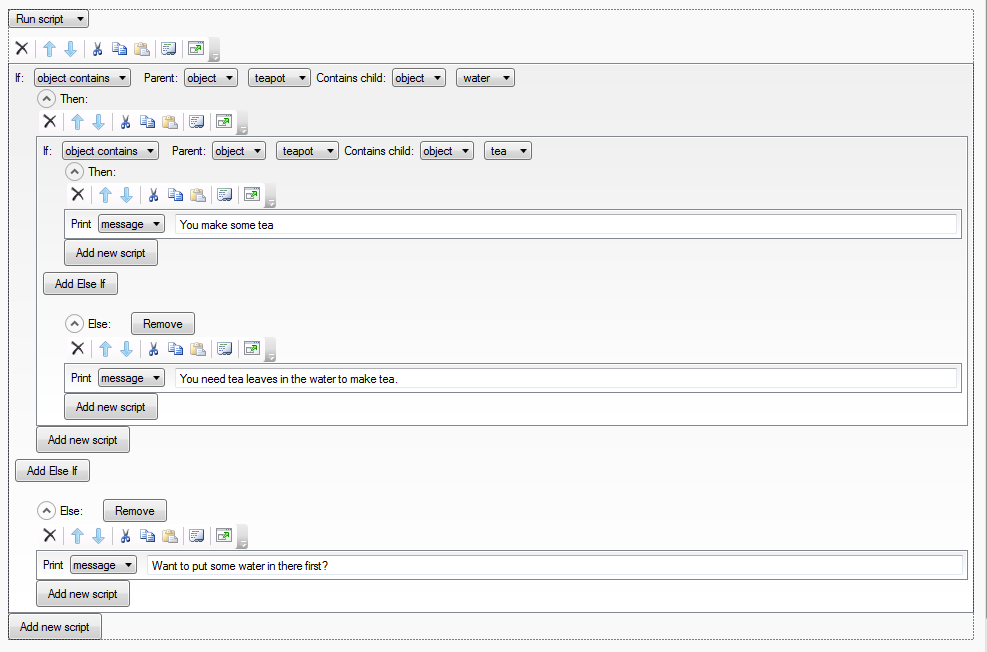 Run script
If: object contains Parent: object teapot Contains child: object water
Then:
If: object contains Parent: object teapot Contains child: object tea
Then:
Print message You make some tea
Add new script
Add Else If
Else: Remove
Print message You need tea leaves in the water to make tea.
Add new script
Add new script
Add Else If
Else: Remove
Print message Want to put some water in there first?
Add new script
Add new script